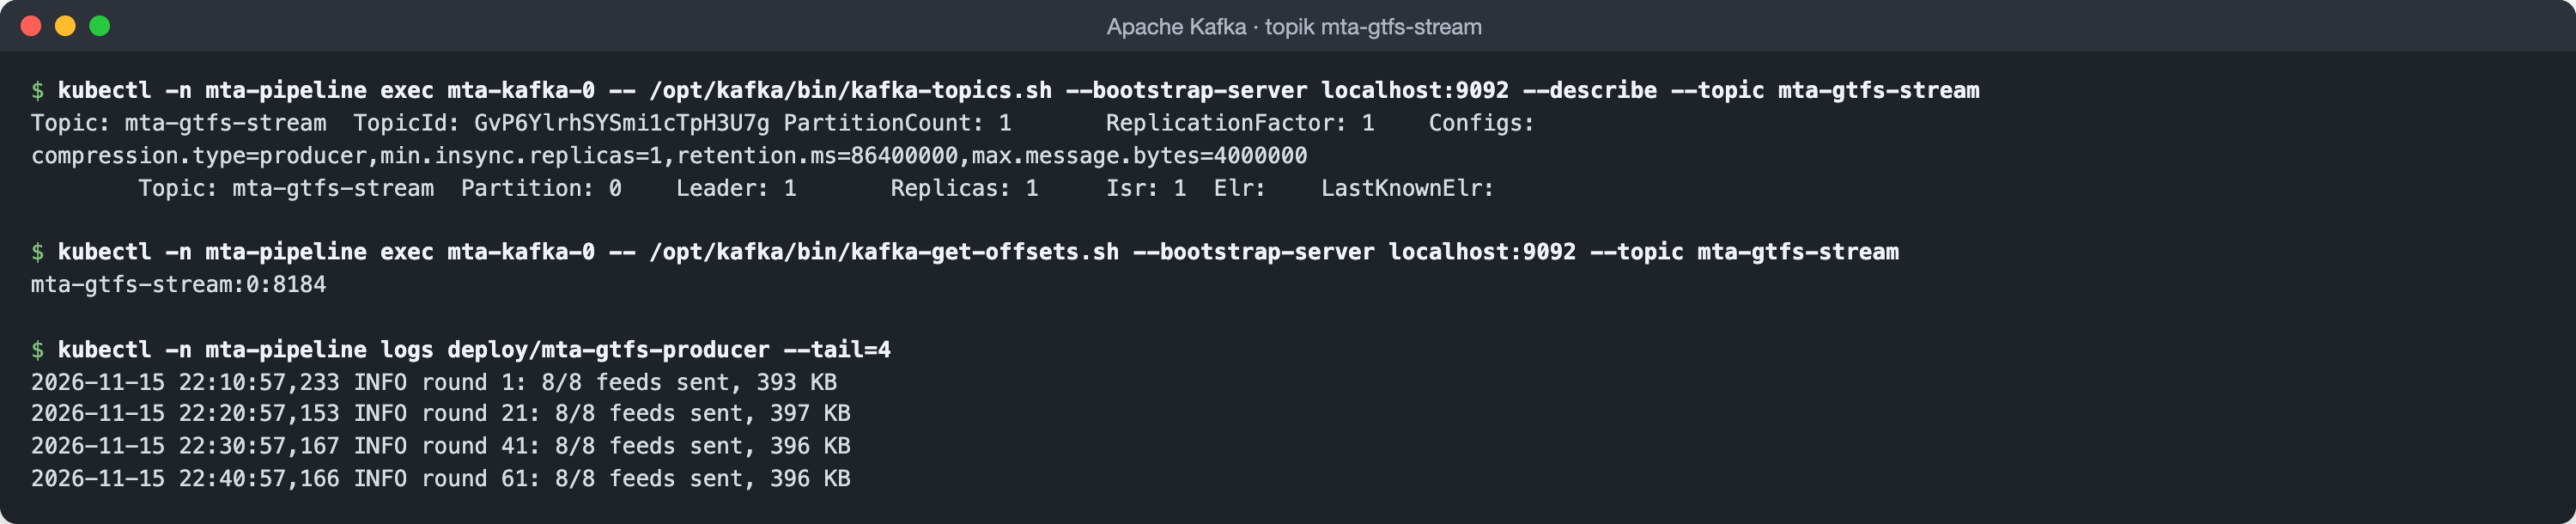 Apache Kafka · topik mta-gtfs-stream
$ kubectl -n mta-pipeline exec mta-kafka-0 -- /opt/kafka/bin/kafka-topics.sh --bootstrap-server localhost:9092 --describe --topic mta-gtfs-stream
Topic: mta-gtfs-stream  TopicId: GvP6YlrhSYSmi1cTpH3U7g PartitionCount: 1       ReplicationFactor: 1    Configs:
compression.type=producer,min.insync.replicas=1,retention.ms=86400000,max.message.bytes=4000000
        Topic: mta-gtfs-stream  Partition: 0    Leader: 1       Replicas: 1     Isr: 1  Elr:    LastKnownElr:
$ kubectl -n mta-pipeline exec mta-kafka-0 -- /opt/kafka/bin/kafka-get-offsets.sh --bootstrap-server localhost:9092 --topic mta-gtfs-stream
mta-gtfs-stream:0:8184
$ kubectl -n mta-pipeline logs deploy/mta-gtfs-producer --tail=4
2026-11-15 22:10:57,233 INFO round 1: 8/8 feeds sent, 393 KB
2026-11-15 22:20:57,153 INFO round 21: 8/8 feeds sent, 397 KB
2026-11-15 22:30:57,167 INFO round 41: 8/8 feeds sent, 396 KB
2026-11-15 22:40:57,166 INFO round 61: 8/8 feeds sent, 396 KB